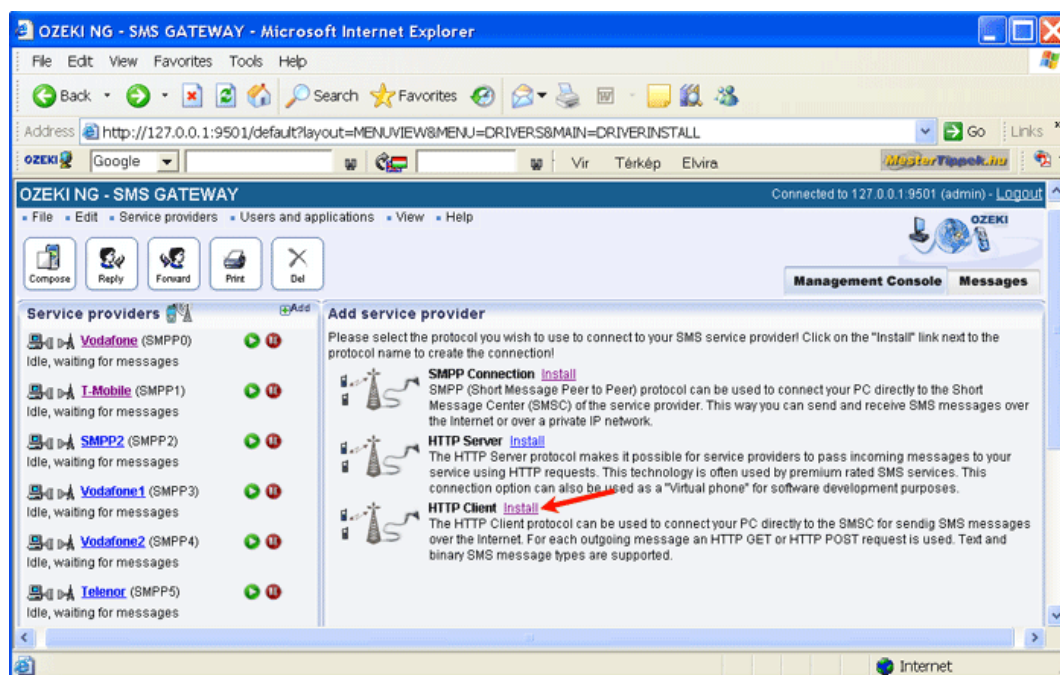 OZEKI NG - SMS GATEWAY - Microsoft Internet Explorer
File Edit View Favorites Tools Help
Back Search Favorites
Address http://127.0.0.1:9501/default?layout=MENUVIEW&MENU=DRIVERS&MAIN=DRIVERINSTALL Go Links
OZEKI Google Vir Térkép Elvira MásterTippek.hu
OZEKI NG - SMS GATEWAY Connected to 127.0.0.1:9501 (admin) - Logout
File Edit Service providers Users and applications View Help
OZEKI
Compose Reply Forward Print Del
Management Console Messages
Service providers Add
Vodafone (SMPP0)
Idle, waiting for messages
T-Mobile (SMPP1)
Idle, waiting for messages
SMPP2 (SMPP2)
Idle, waiting for messages
Vodafone1 (SMPP3)
Idle, waiting for messages
Vodafone2 (SMPP4)
Idle, waiting for messages
Telenor (SMPP5)
Idle, waiting for messages
Add service provider
Please select the protocol you wish to use to connect to your SMS service provider! Click on the "Install" link next to the
protocol name to create the connection!
SMPP Connection Install
SMPP (Short Message Peer to Peer) protocol can be used to connect your PC directly to the Short
Message Center (SMSC) of the service provider. This way you can send and receive SMS messages over
the Internet or over a private IP network.
HTTP Server Install
The HTTP Server protocol makes it possible for service providers to pass incoming messages to your
service using HTTP requests. This technology is often used by premium rated SMS services. This
connection option can also be used as a "Virtual phone" for software development purposes.
HTTP Client Install
The HTTP Client protocol can be used to connect your PC directly to the SMSC for sendig SMS messages
over the Internet. For each outgoing message an HTTP GET or HTTP POST request is used. Text and
binary SMS message types are supported.
Internet